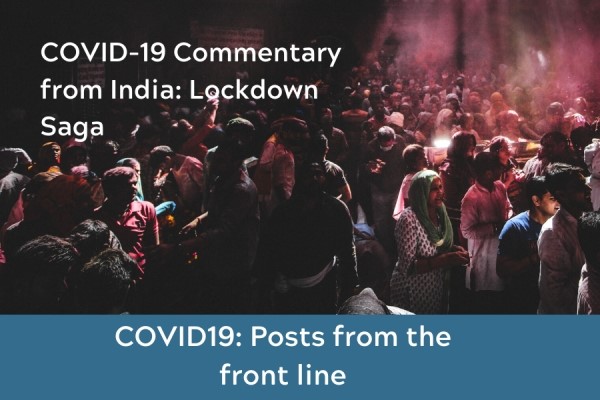 COVID-19 Commentary
from India: Lockdown
Saga
COVID19: Posts from the
front line